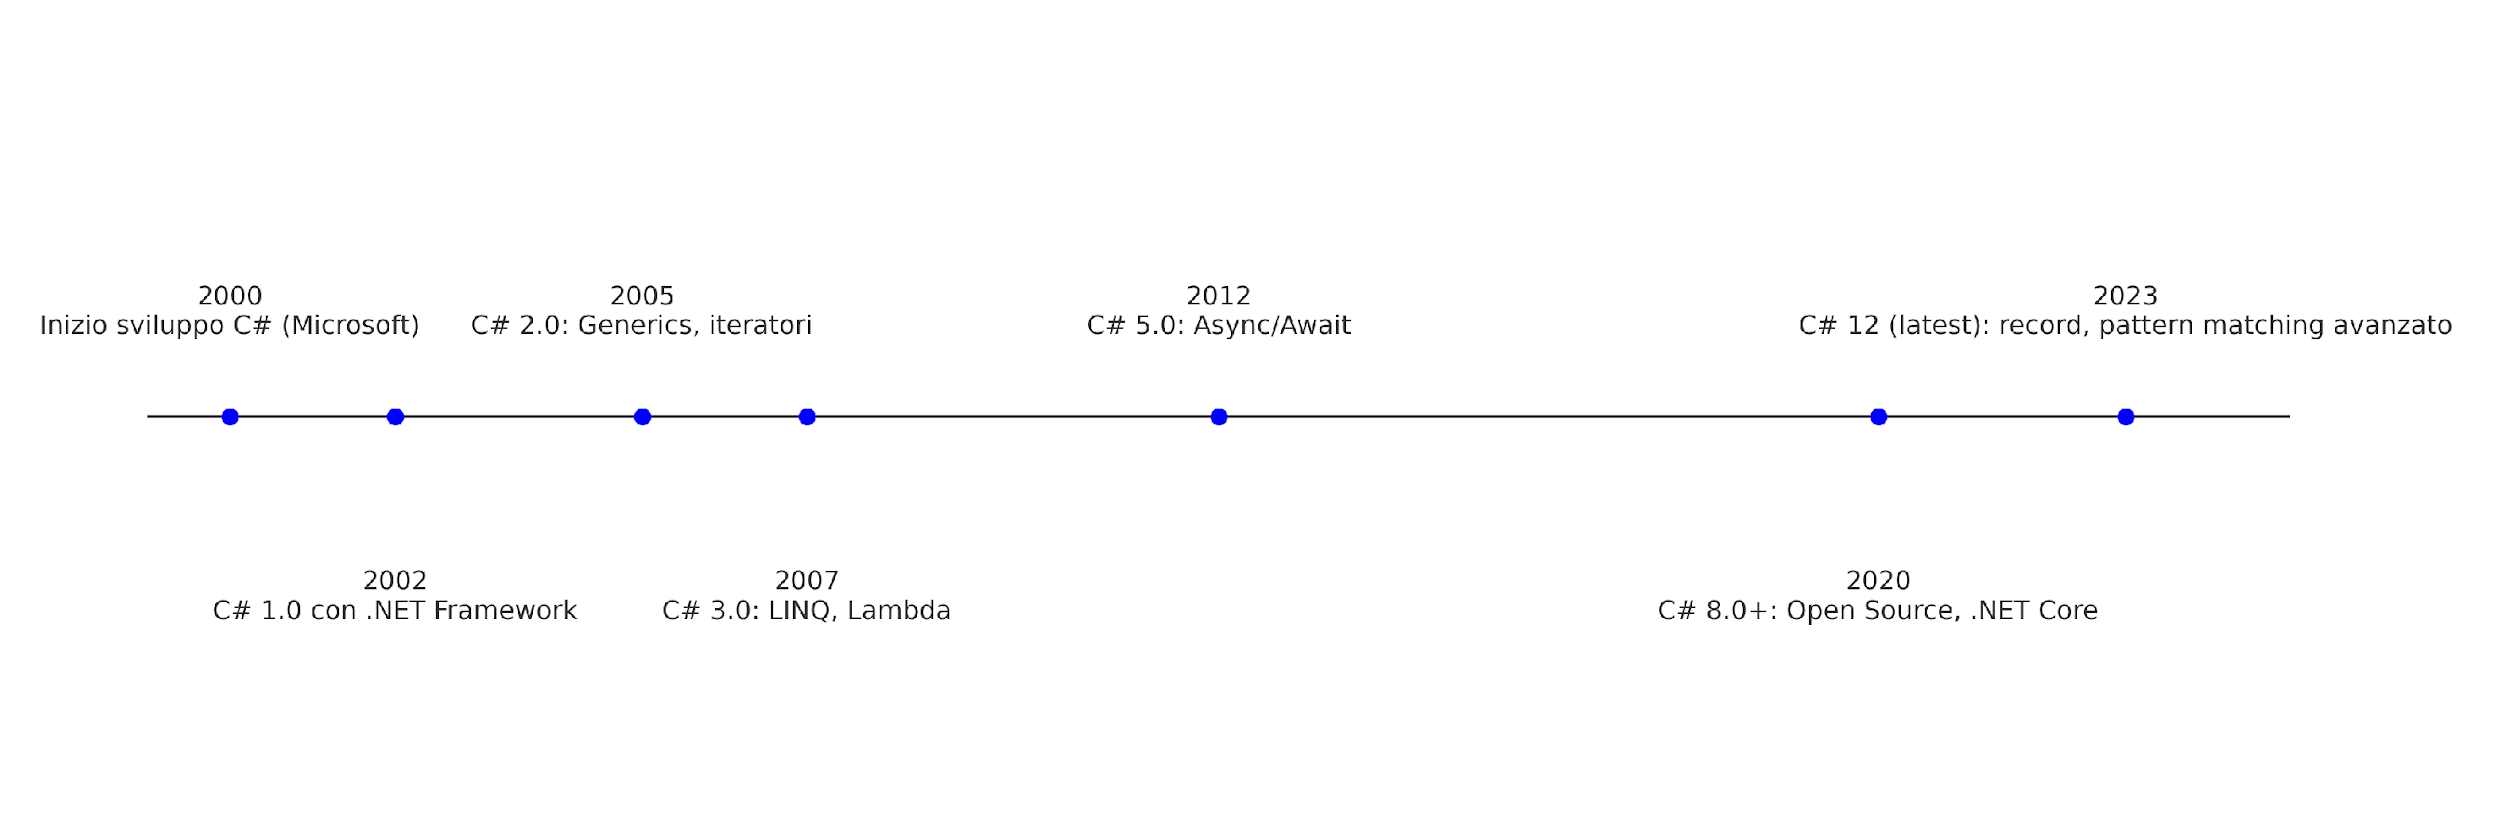 2000
Inizio sviluppo C# (Microsoft)
2005
C# 2.0: Generics, iteratori
2012
C# 5.0: Async/Await
2023
C# 12 (latest): record, pattern matching avanzato
2002
C# 1.0 con .NET Framework
2007
C# 3.0: LINQ, Lambda
2020
C# 8.0+: Open Source, .NET Core